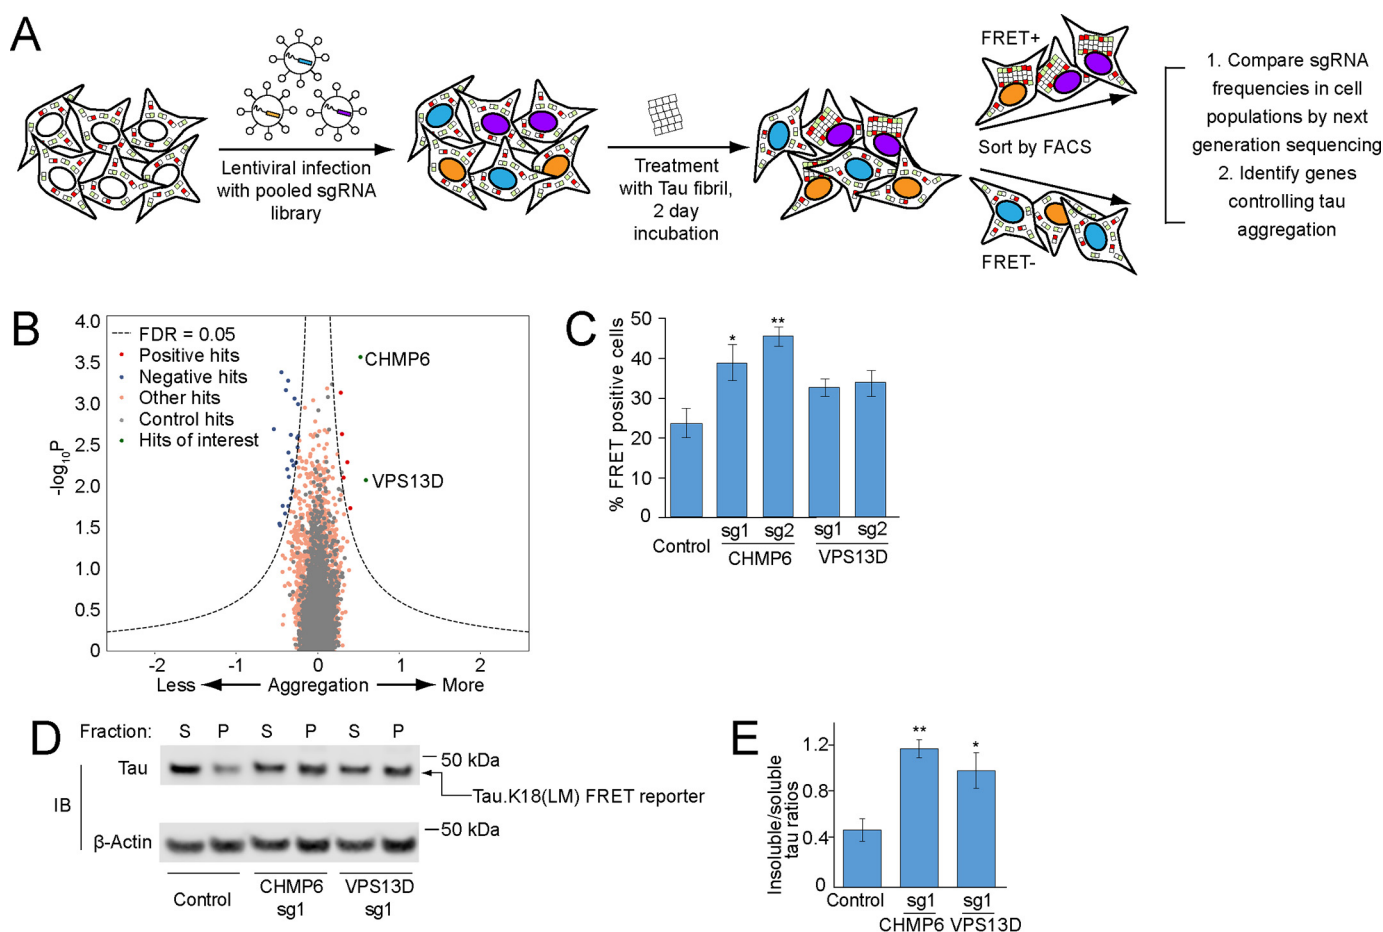 A
Lentiviral infection
with pooled sgRNA
library
Treatment
with Tau fibril,
2 day
incubation
FRET+
Sort by FACS
FRET-
1. Compare sgRNA
frequencies in cell
populations by next
generation sequencing
2. Identify genes
controlling tau
aggregation
B
-log10P
4.0
3.5
3.0
2.5
2.0
1.5
1.0
0.5
0
FDR = 0.05
Positive hits
Negative hits
Other hits
Control hits
Hits of interest
CHMP6
VPS13D
-2 -1 0 1 2
Less Aggregation More
C
% FRET positive cells
50
40
30
20
10
0
* **
sg1 sg2 sg1 sg2
Control CHMP6 VPS13D
D
Fraction: S P S P S P
IB
Tau
50 kDa
Tau.K18(LM) FRET reporter
β-Actin
50 kDa
Control CHMP6 sg1 VPS13D sg1
E
Insoluble/soluble
tau ratios
1.2
0.8
0.4
0
** *
Control sg1 sg1
CHMP6 VPS13D